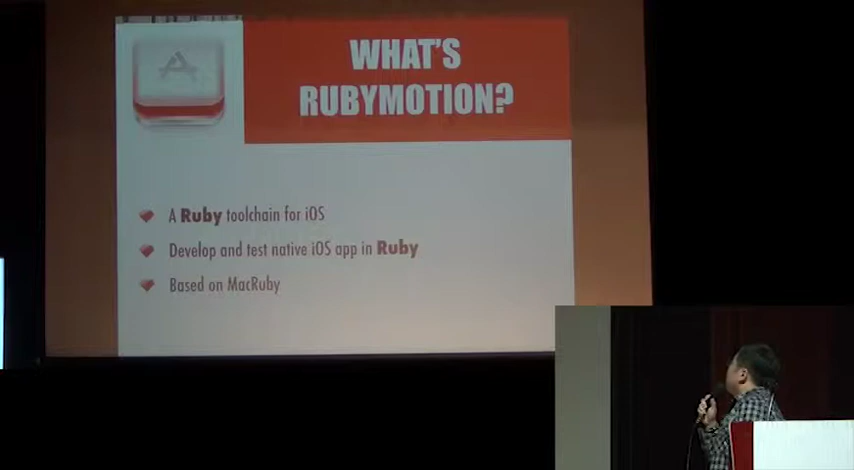 WHAT'S
RUBYMOTION?
A Ruby toolchain for iOS
Develop and test native iOS app in Ruby
Based on MacRuby